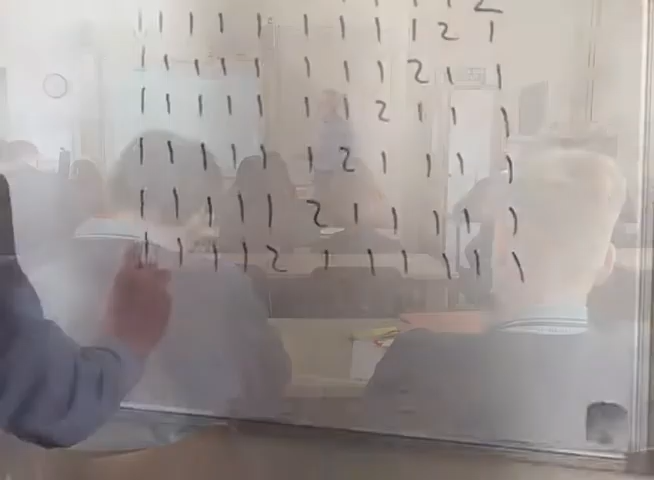 1 1 1 1 1 1 1 1 1 2 1
1 1 1 1 1 1 1 1 2 1 1
1 1 1 1 1 1 1 2 1 1 1
1 1 1 1 1 1 2 1 1 1 1
1 1 1 1 1 2 1 1 1 1 1
1 1 1 1 2 1 1 1 1 1 1